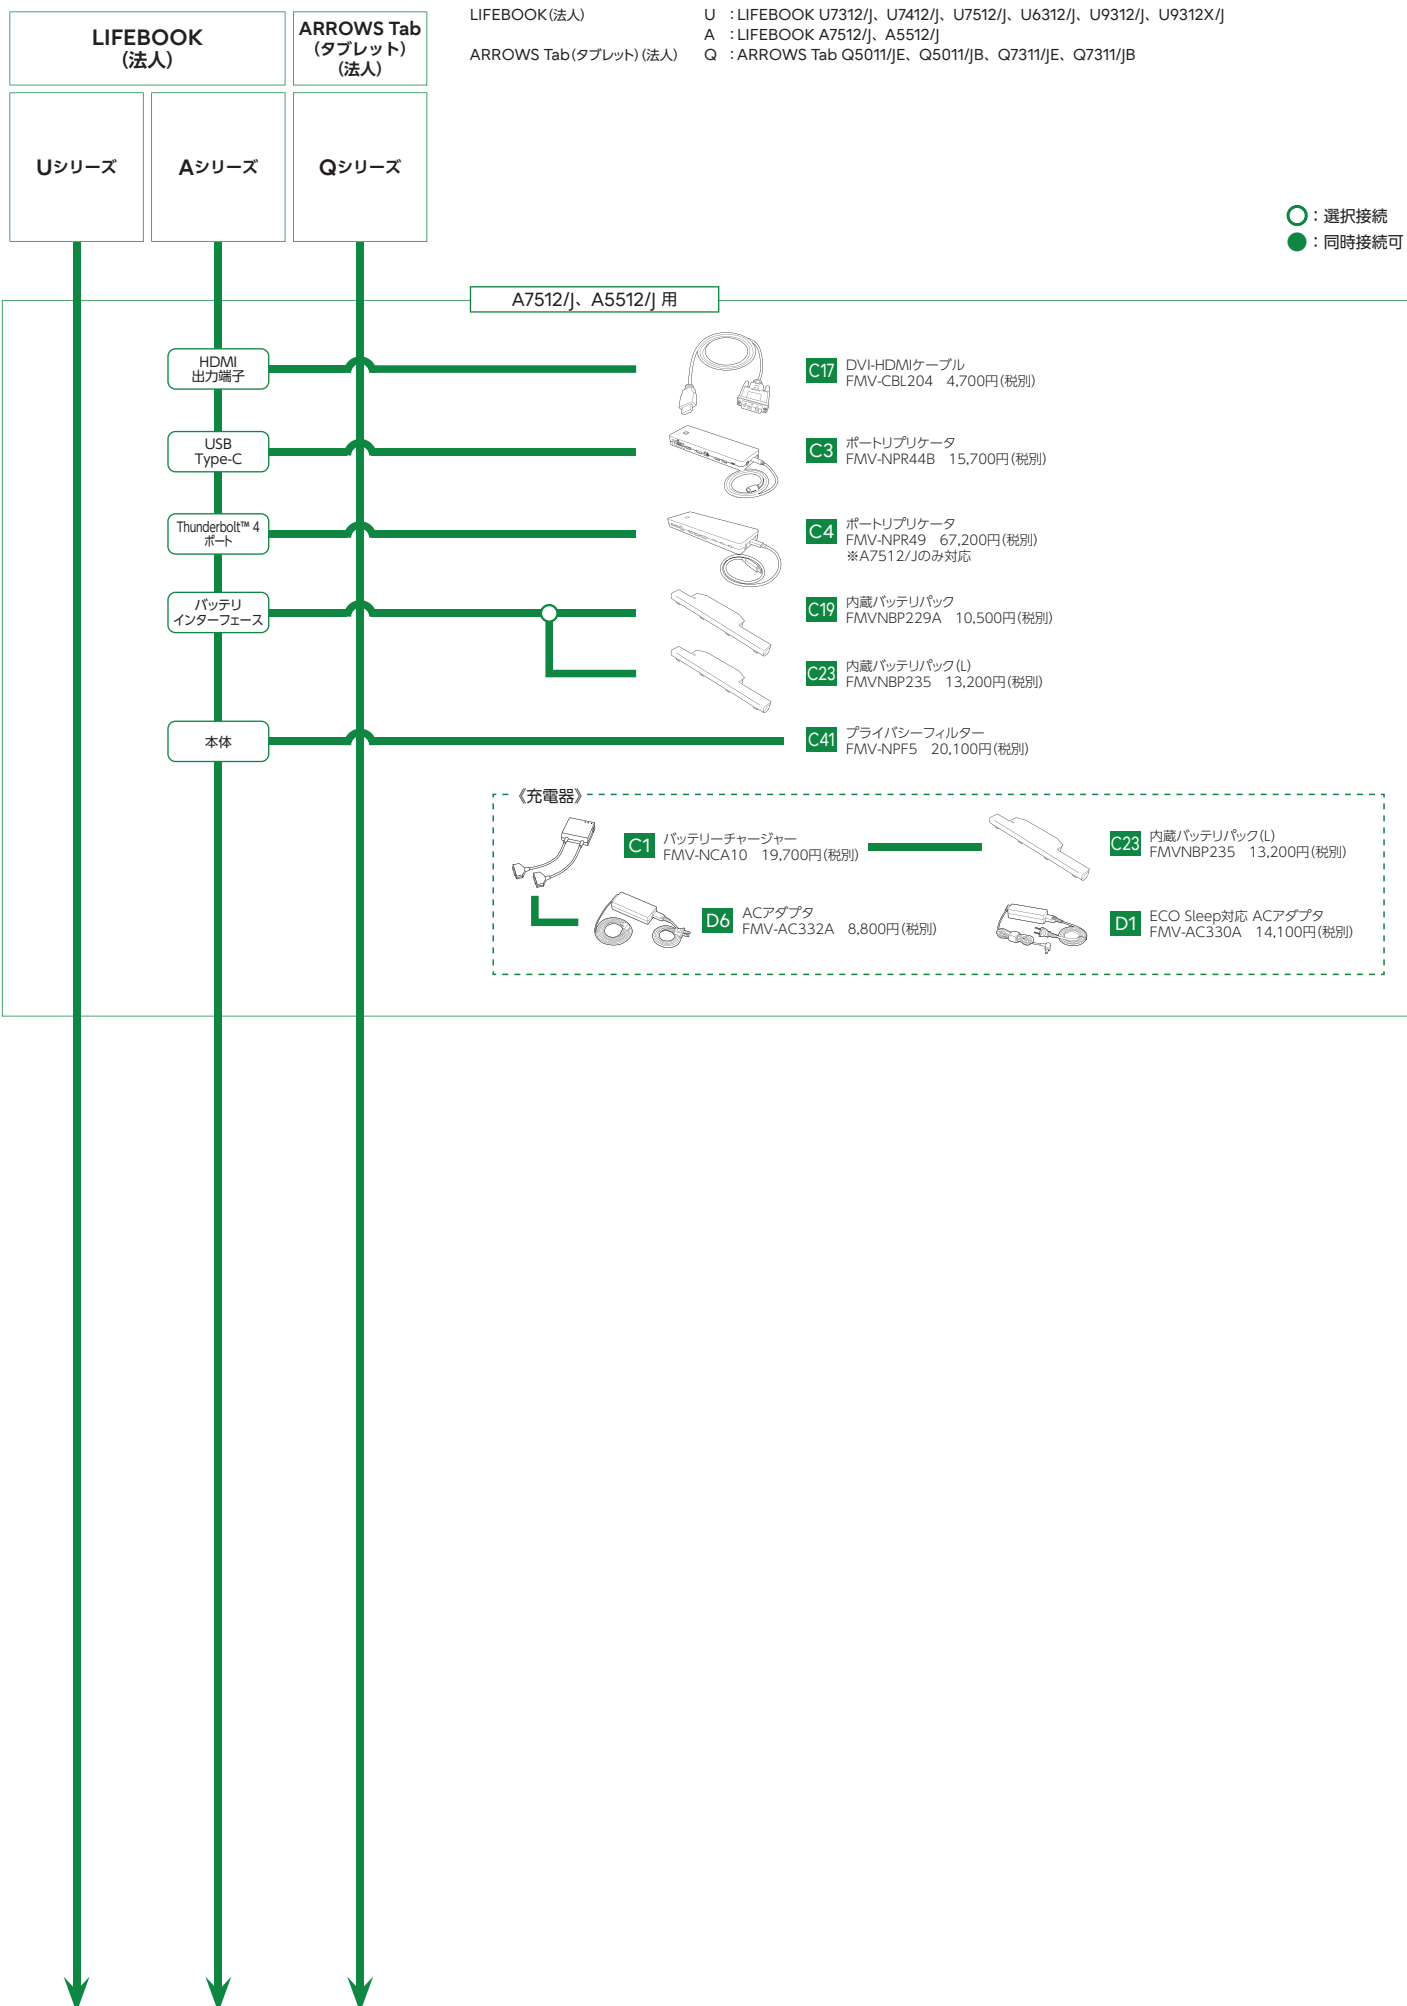 LIFEBOOK
（法人）
ARROWS Tab
（タブレット）
（法人）
LIFEBOOK（法人） U ：LIFEBOOK U7312/J、U7412/J、U7512/J、U6312/J、U9312/J、U9312X/J
A ：LIFEBOOK A7512/J、A5512/J
ARROWS Tab（タブレット）（法人） Q ：ARROWS Tab Q5011/JE、Q5011/JB、Q7311/JE、Q7311/JB
Uシリーズ
Aシリーズ
Qシリーズ
：選択接続
：同時接続可
A7512/J、A5512/J 用
HDMI
出力端子
C17 DVI-HDMIケーブル
FMV-CBL204 4,700円（税別）
USB
Type-C
C3 ポートリプリケータ
FMV-NPR44B 15,700円（税別）
Thunderbolt™ 4
ポート
C4 ポートリプリケータ
FMV-NPR49 67,200円（税別）
※A7512/Jのみ対応
バッテリ
インターフェース
C19 内蔵バッテリパック
FMVNBP229A 10,500円（税別）
C23 内蔵バッテリパック（L）
FMVNBP235 13,200円（税別）
本体
C41 プライバシーフィルター
FMV-NPF5 20,100円（税別）
《充電器》
C1 バッテリーチャージャー
FMV-NCA10 19,700円（税別）
C23 内蔵バッテリパック（L）
FMVNBP235 13,200円（税別）
D6 ACアダプタ
FMV-AC332A 8,800円（税別）
D1 ECO Sleep対応 ACアダプタ
FMV-AC330A 14,100円（税別）